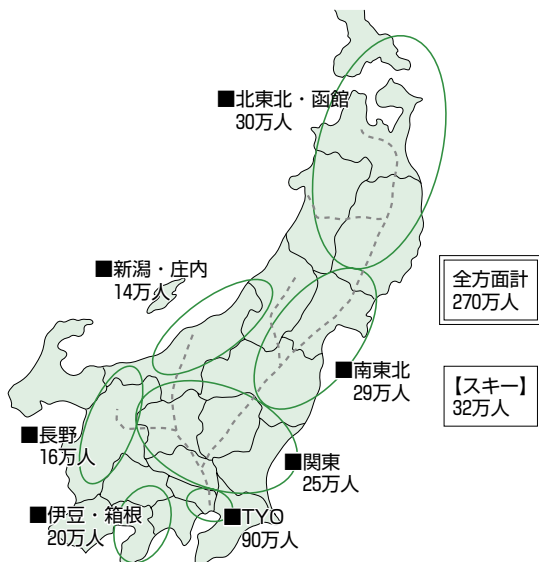 ■北東北・函館
30万人
■新潟・庄内
14万人
全方面計
270万人
■南東北
29万人
【スキー】
32万人
■長野
16万人
■関東
25万人
■伊豆・箱根
20万人
■TYO
90万人